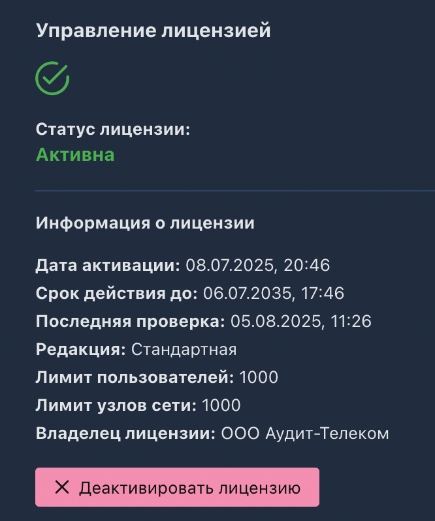 Управление лицензией
Статус лицензии:
Активна
Информация о лицензии
Дата активации: 08.07.2025, 20:46
Срок действия до: 06.07.2035, 17:46
Последняя проверка: 05.08.2025, 11:26
Редакция: Стандартная
Лимит пользователей: 1000
Лимит узлов сети: 1000
Владелец лицензии: ООО Аудит-Телеком
Деактивировать лицензию